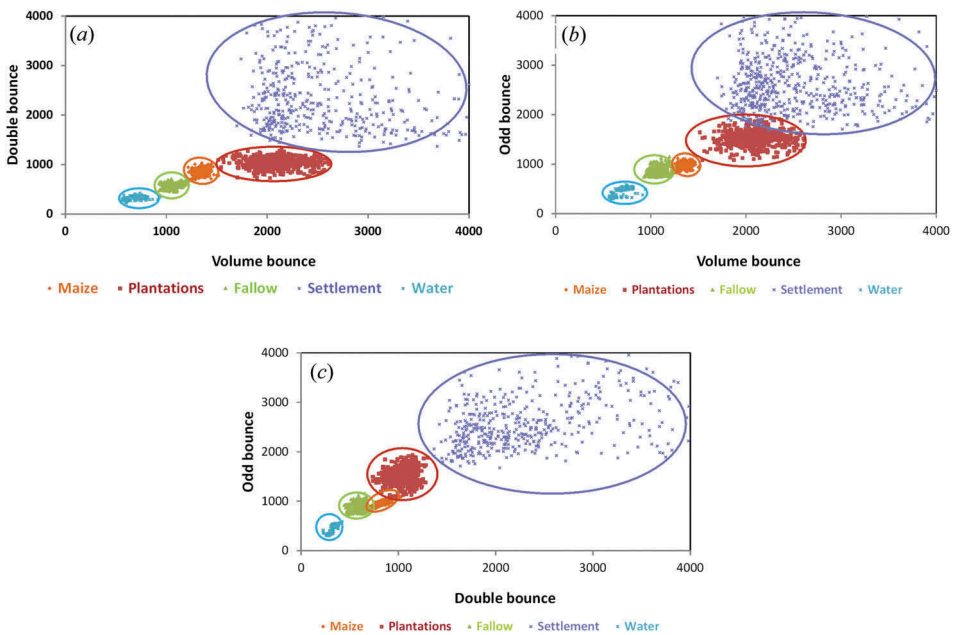 (a)
Double bounce
4000
3000
2000
1000
0
0 1000 2000 3000 4000
Volume bounce
Maize Plantations Fallow Settlement Water
(b)
Odd bounce
4000
3000
2000
1000
0
0 1000 2000 3000 4000
Volume bounce
Maize Plantations Fallow Settlement Water
(c)
Odd bounce
4000
3000
2000
1000
0
0 1000 2000 3000 4000
Double bounce
Maize Plantations Fallow Settlement Water